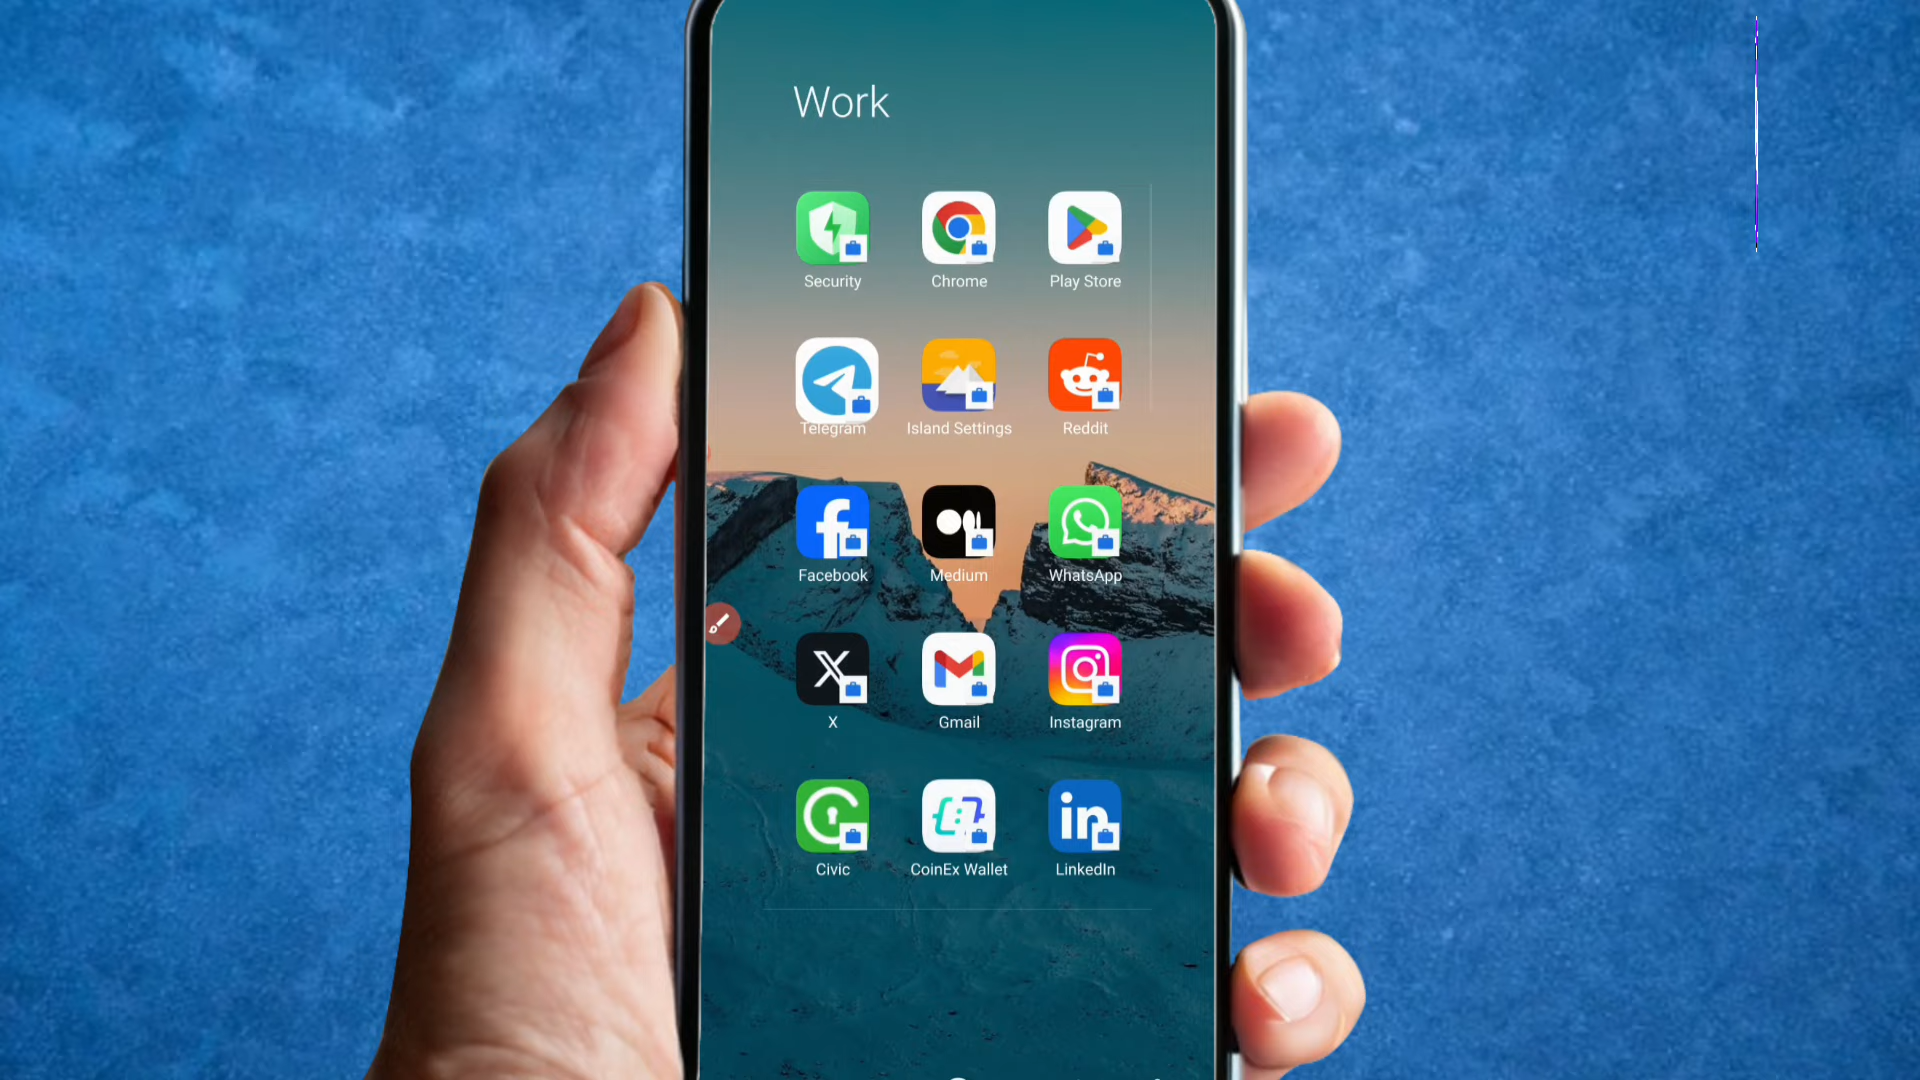 Work
Security
Chrome
Play Store
Telegram
Island Settings
Reddit
Facebook
Medium
WhatsApp
X
Gmail
Instagram
Civic
CoinEx Wallet
LinkedIn